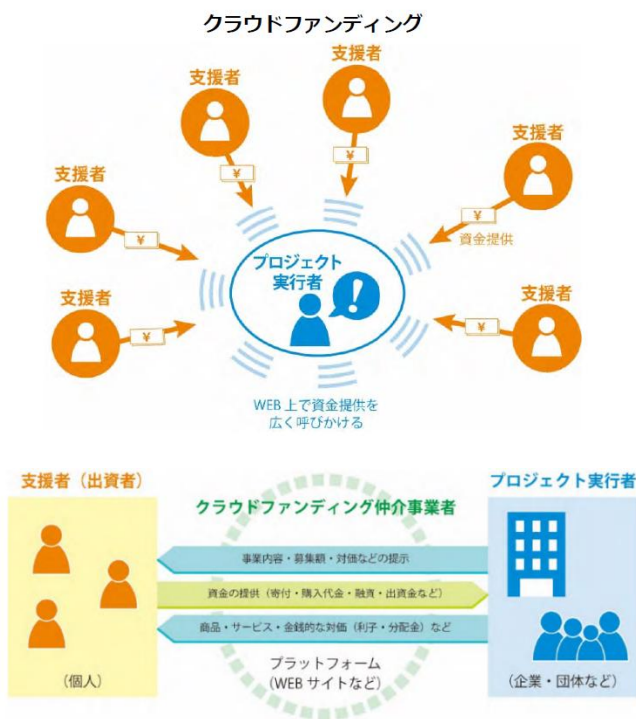 クラウドファンディング
支援者
支援者
支援者
支援者
支援者
支援者
¥
¥
¥
¥
¥
¥
資金提供
プロジェクト
実行者
WEB上で資金提供を
広く呼びかける
支援者（出資者）
プロジェクト実行者
クラウドファンディング仲介事業者
事業内容・募集額・対価などの提示
資金の提供（寄付・購入代金・融資・出資金など）
商品・サービス・金銭的な対価（利子・分配金）など
プラットフォーム
（WEBサイトなど）
（個人）
（企業・団体など）